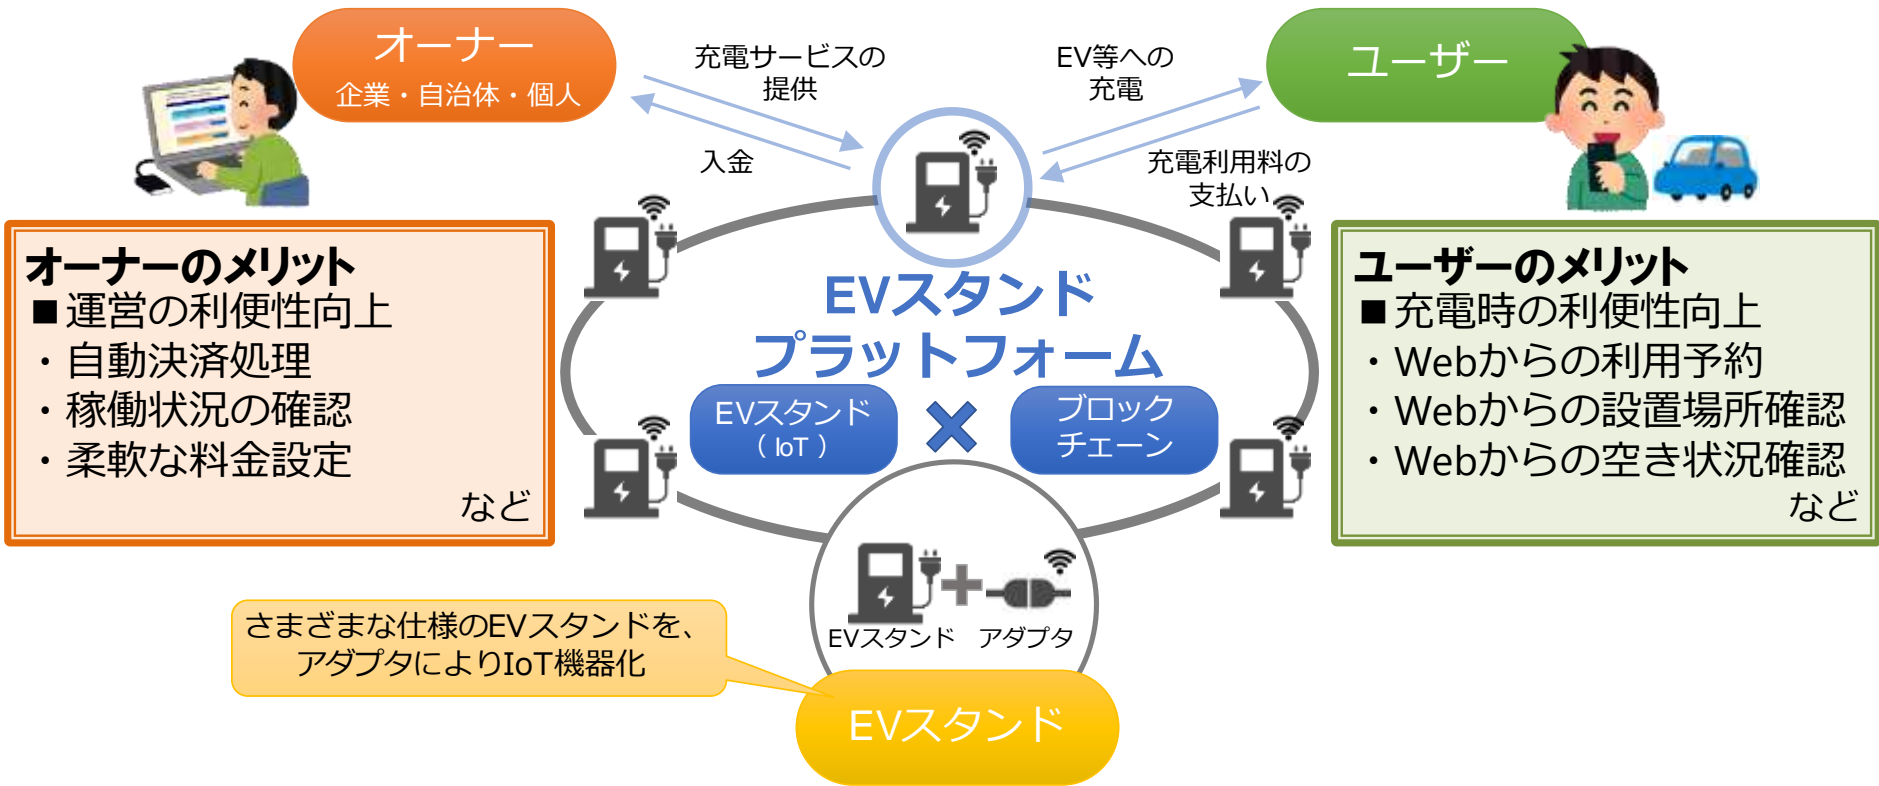 オーナー
企業・自治体・個人
充電サービスの
提供
入金
EV等への
充電
充電利用料の
支払い
ユーザー
オーナーのメリット
■運営の利便性向上
・自動決済処理
・稼働状況の確認
・柔軟な料金設定
など
EVスタンド
プラットフォーム
EVスタンド
（IoT）
ブロック
チェーン
ユーザーのメリット
■充電時の利便性向上
・Webからの利用予約
・Webからの設置場所確認
・Webからの空き状況確認
など
EVスタンド
アダプタ
さまざまな仕様のEVスタンドを、
アダプタによりIoT機器化
EVスタンド